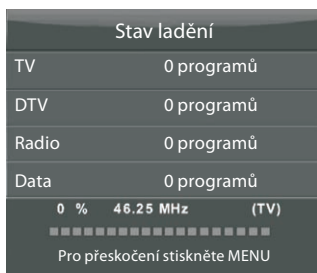 Stav ladění
TV 0 programů
DTV 0 programů
Radio 0 programů
Data 0 programů
0 % 46.25 MHz (TV)
Pro přeskočení stiskněte MENU